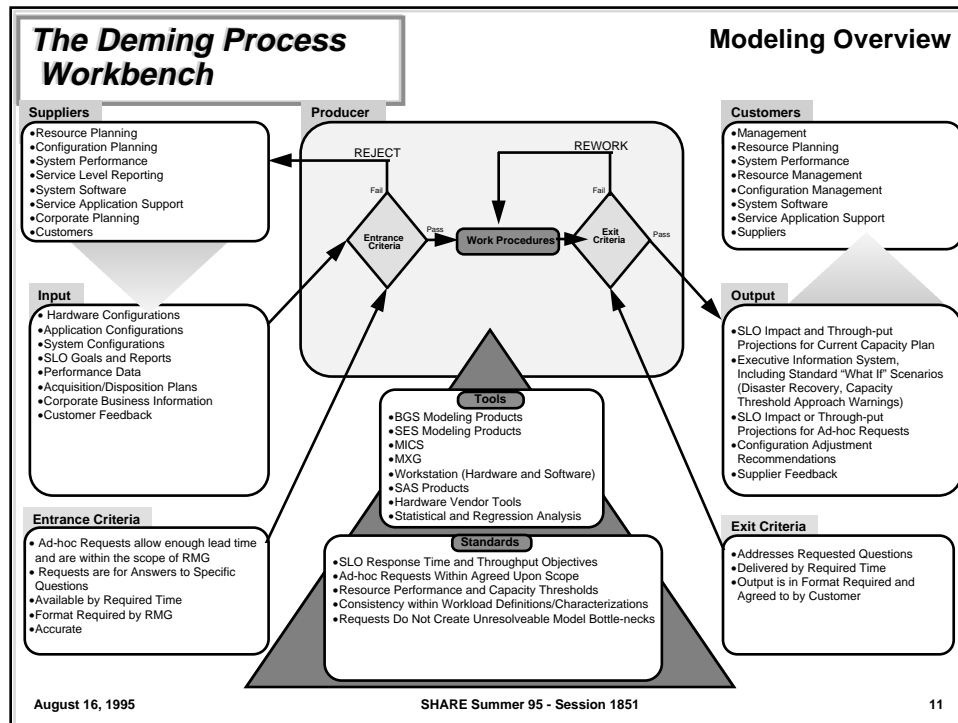 The Deming Process
Workbench
Modeling Overview
Suppliers
•Resource Planning
•Configuration Planning
•System Performance
•Service Level Reporting
•System Software
•Service Application Support
•Corporate Planning
•Customers
Producer
REJECT
REWORK
Fail
Fail
Entrance
Criteria
Pass
Work Procedures
Exit
Criteria
Pass
Customers
•Management
•Resource Planning
•System Performance
•Resource Management
•Configuration Management
•System Software
•Service Application Support
•Suppliers
Input
• Hardware Configurations
•Application Configurations
•System Configurations
•SLO Goals and Reports
•Performance Data
•Acquisition/Disposition Plans
•Corporate Business Information
•Customer Feedback
Output
•SLO Impact and Through-put
Projections for Current Capacity Plan
•Executive Information System,
Including Standard “What If” Scenarios
(Disaster Recovery, Capacity
Threshold Approach Warnings)
•SLO Impact or Through-put
Projections for Ad-hoc Requests
•Configuration Adjustment
Recommendations
•Supplier Feedback
Tools
•BGS Modeling Products
•SES Modeling Products
•MICS
•MXG
•Workstation (Hardware and Software)
•SAS Products
•Hardware Vendor Tools
•Statistical and Regression Analysis
Entrance Criteria
• Ad-hoc Requests allow enough lead time
and are within the scope of RMG
• Requests are for Answers to Specific
Questions
•Available by Required Time
•Format Required by RMG
•Accurate
Standards
•SLO Response Time and Throughput Objectives
•Ad-hoc Requests Within Agreed Upon Scope
•Resource Performance and Capacity Thresholds
•Consistency within Workload Definitions/Characterizations
•Requests Do Not Create Unresolveable Model Bottle-necks
Exit Criteria
•Addresses Requested Questions
•Delivered by Required Time
•Output is in Format Required and
Agreed to by Customer
August 16, 1995
SHARE Summer 95 - Session 1851
11